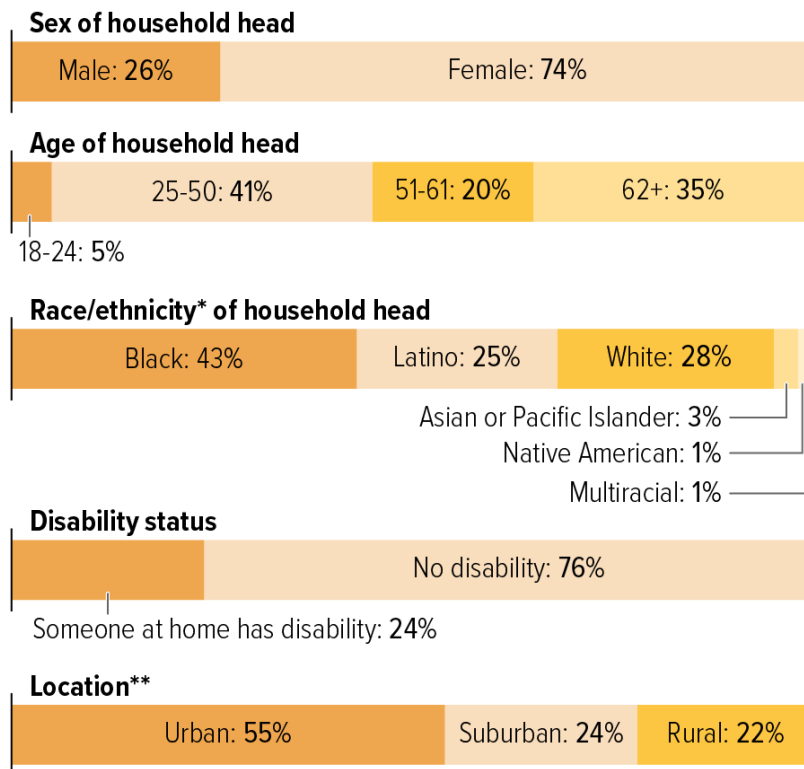 Sex of household head
Male: 26% Female: 74%
Age of household head
25-50: 41% 51-61: 20% 62+: 35%
18-24: 5%
Race/ethnicity* of household head
Black: 43% Latino: 25% White: 28%
Asian or Pacific Islander: 3%
Native American: 1%
Multiracial: 1%
Disability status
No disability: 76%
Someone at home has disability: 24%
Location**
Urban: 55% Suburban: 24% Rural: 22%